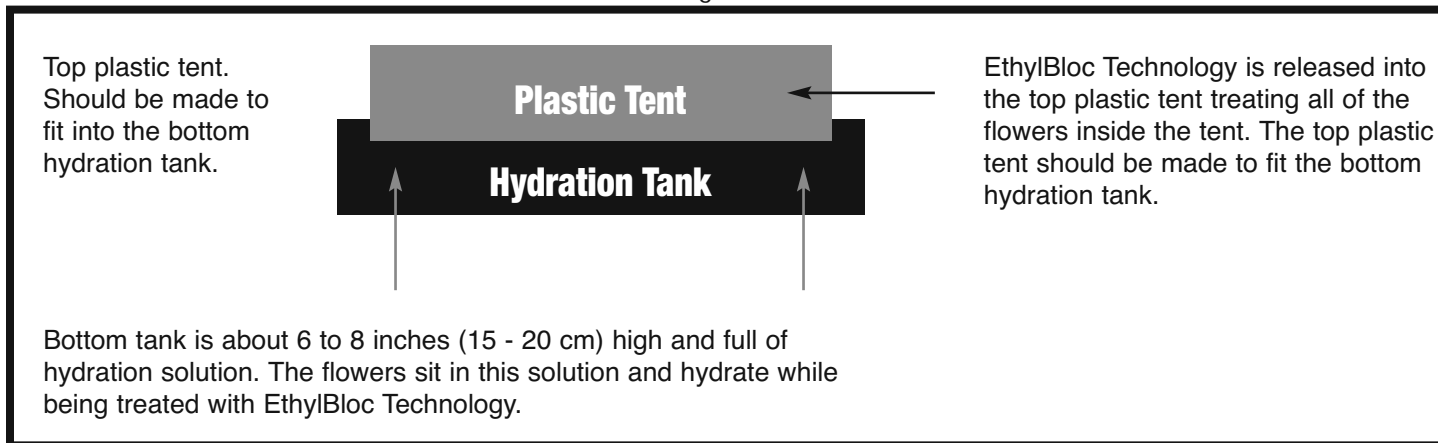 Top plastic tent.
Should be made to
fit into the bottom
hydration tank.
Plastic Tent
Hydration Tank
EthylBloc Technology is released into
the top plastic tent treating all of the
flowers inside the tent. The top plastic
tent should be made to fit the bottom
hydration tank.
Bottom tank is about 6 to 8 inches (15 - 20 cm) high and full of
hydration solution. The flowers sit in this solution and hydrate while
being treated with EthylBloc Technology.